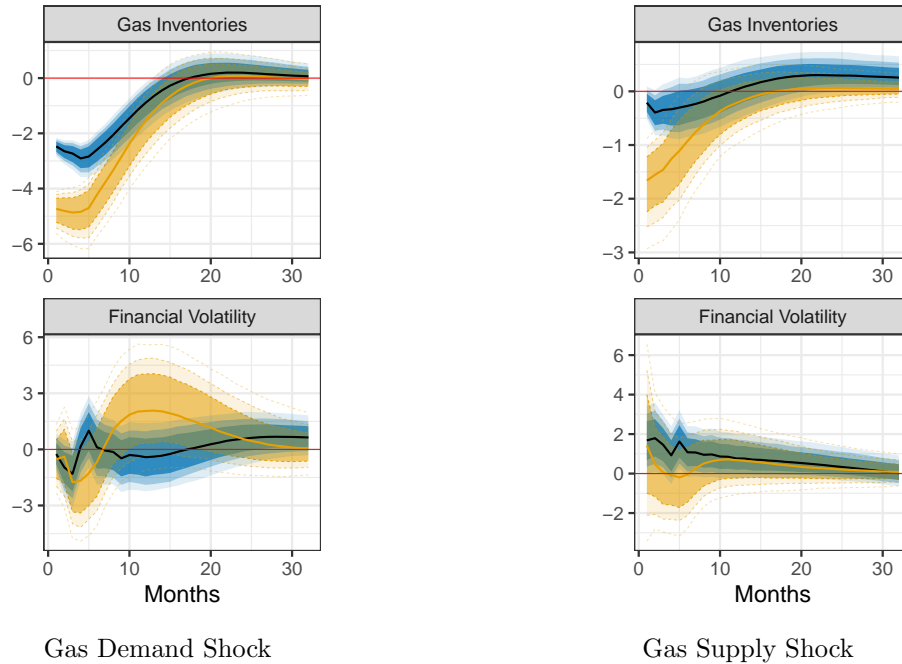 Gas Inventories Gas Inventories
0 0
−2 −1
−4 −2
−6 −3
0 10 20 30 0 10 20 30
Financial Volatility Financial Volatility
6 6
3 4
0 2
−3 0
−2
0 10 20 30 0 10 20 30
Months Months
Gas Demand Shock Gas Supply Shock